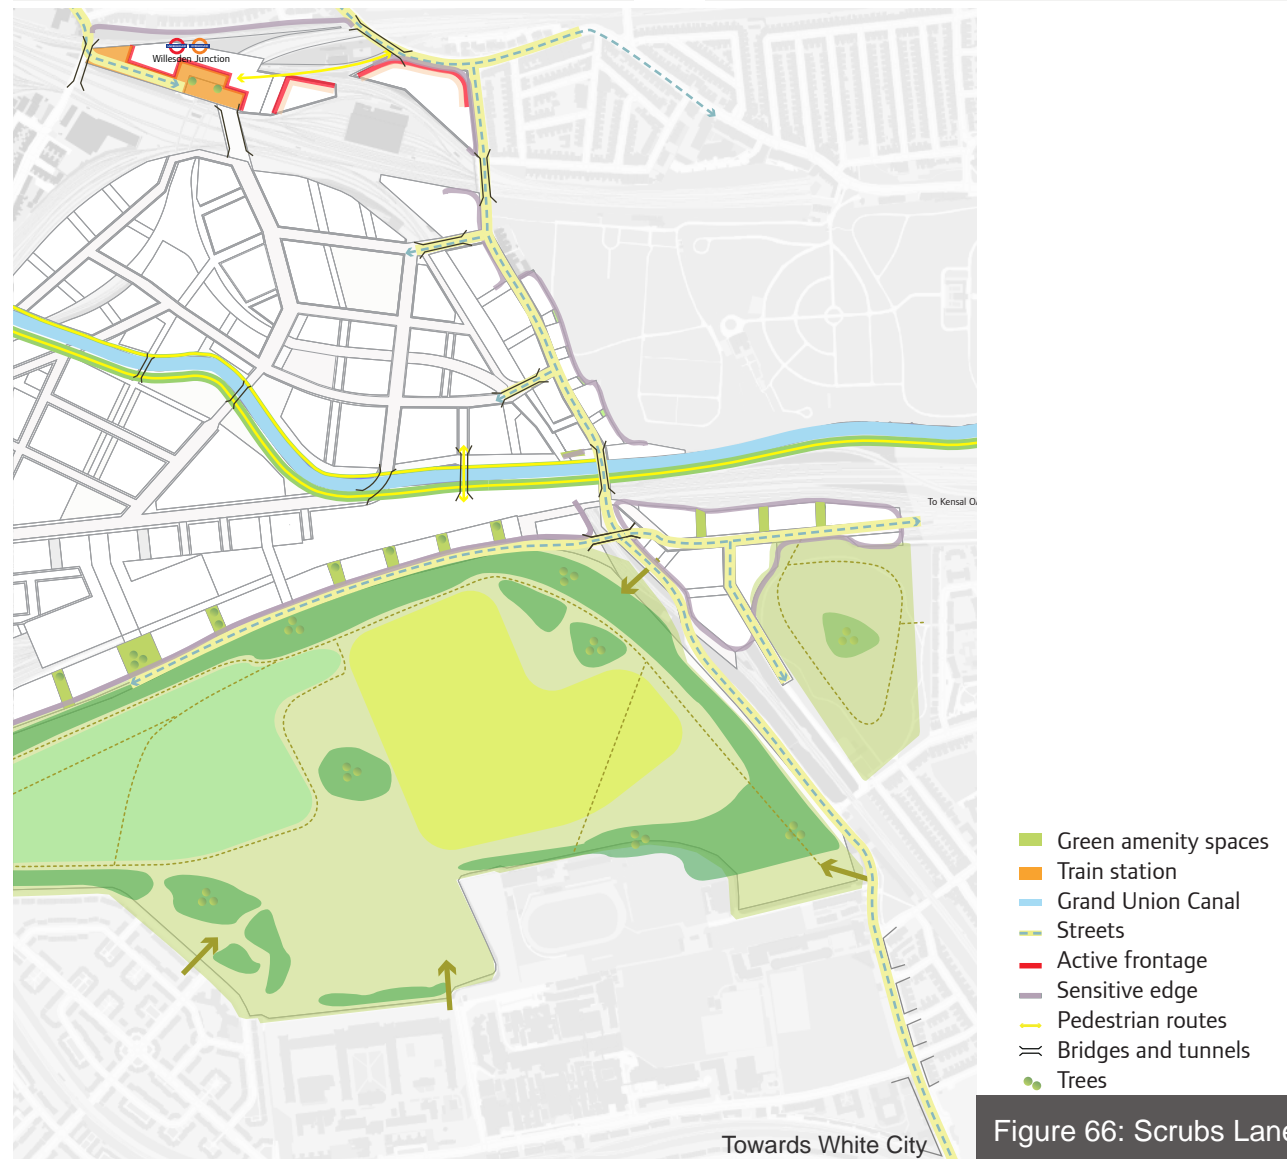 Willesden Junction
To Kensal
Green amenity spaces
Train station
Grand Union Canal
Streets
Active frontage
Sensitive edge
Pedestrian routes
Bridges and tunnels
Trees
Towards White City
Figure 66: Scrubs Lane